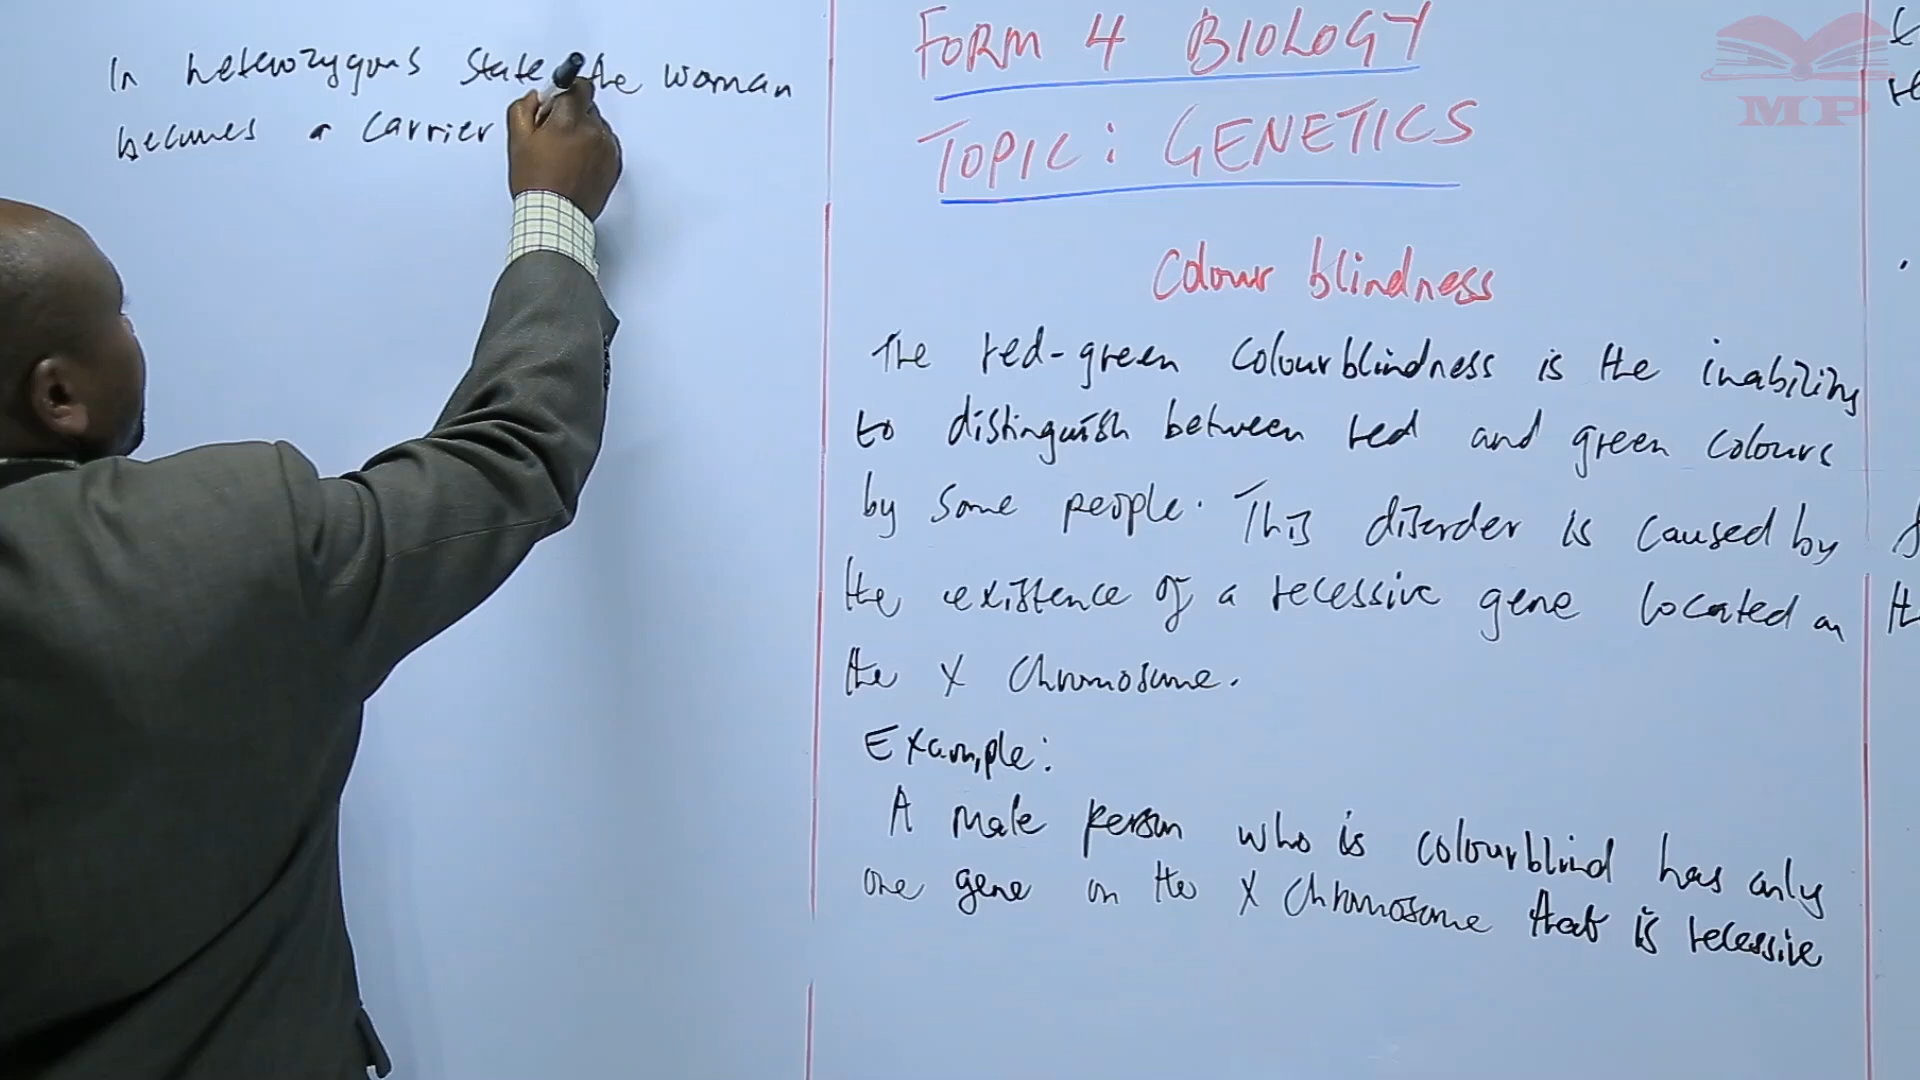 In heterozygous state the woman
becomes a carrier
FORM 4 BIOLOGY
TOPIC: GENETICS
Colour blindness
The red-green colourblindness is the inability
to distinguish between red and green colours
by some people. This disorder is caused by
the existence of a recessive gene located on
the X chromosome.
Example:
A male person who is colourblind has only
one gene on the X chromosome that is recessive
MP